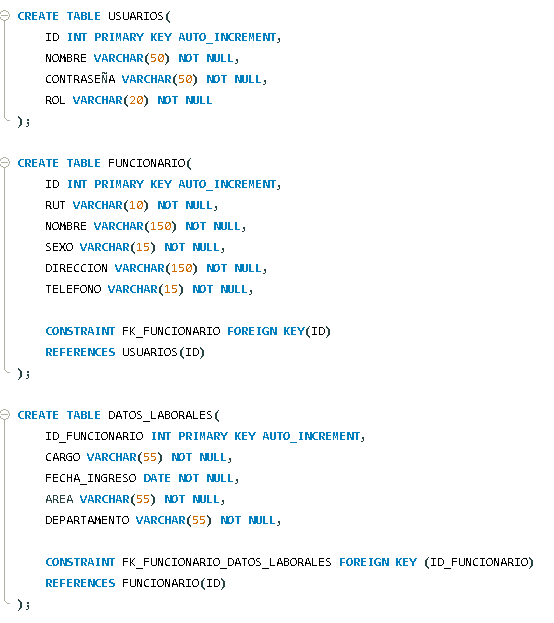 CREATE TABLE USUARIOS(
ID INT PRIMARY KEY AUTO_INCREMENT,
NOMBRE VARCHAR(50) NOT NULL,
CONTRASEÑA VARCHAR(50) NOT NULL,
ROL VARCHAR(20) NOT NULL
);
CREATE TABLE FUNCIONARIO(
ID INT PRIMARY KEY AUTO_INCREMENT,
RUT VARCHAR(10) NOT NULL,
NOMBRE VARCHAR(150) NOT NULL,
SEXO VARCHAR(15) NOT NULL,
DIRECCION VARCHAR(150) NOT NULL,
TELEFONO VARCHAR(15) NOT NULL,
CONSTRAINT FK_FUNCIONARIO FOREIGN KEY(ID)
REFERENCES USUARIOS(ID)
);
CREATE TABLE DATOS_LABORALES(
ID_FUNCIONARIO INT PRIMARY KEY AUTO_INCREMENT,
CARGO VARCHAR(55) NOT NULL,
FECHA_INGRESO DATE NOT NULL,
AREA VARCHAR(55) NOT NULL,
DEPARTAMENTO VARCHAR(55) NOT NULL,
CONSTRAINT FK_FUNCIONARIO_DATOS_LABORALES FOREIGN KEY (ID_FUNCIONARIO)
REFERENCES FUNCIONARIO(ID)
);